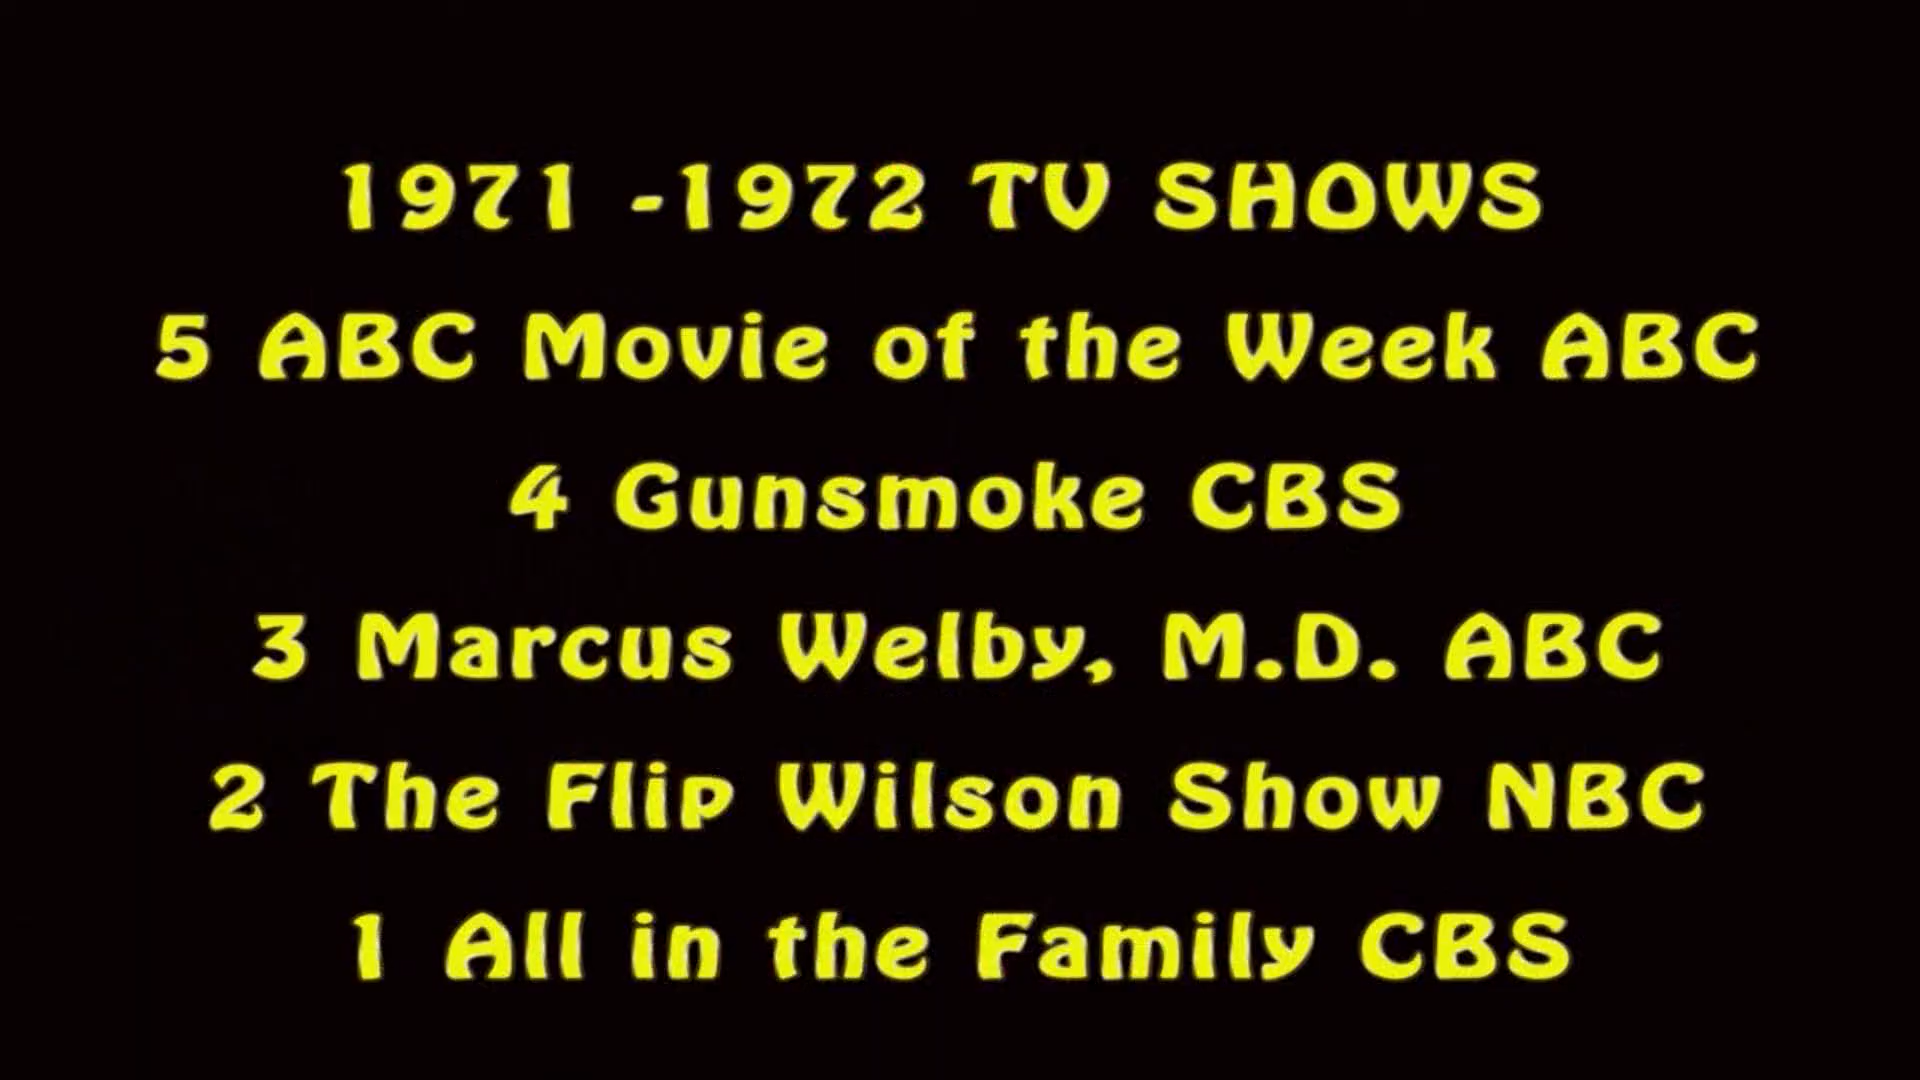 1971 -1972 TV SHOWS
5 ABC Movie of the Week ABC
4 Gunsmoke CBS
3 Marcus Welby, M.D. ABC
2 The Flip Wilson Show NBC
1 All in the Family CBS